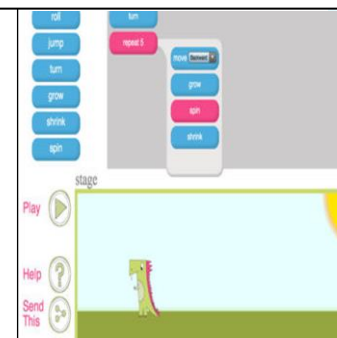 roll
jump
turn
grow
shrink
spin
turn
repeat 5
move
grow
spin
shrink
stage
Play
Help
Send
This